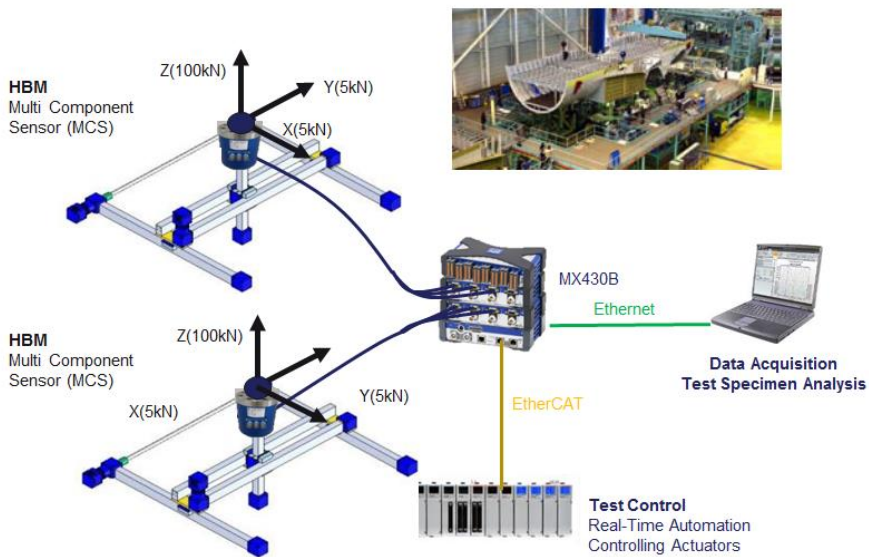 HBM
Multi Component
Sensor (MCS)
Z(100kN)
Y(5kN)
X(5kN)
MX430B
Ethernet
HBM
Multi Component
Sensor (MCS)
Z(100kN)
X(5kN)
Y(5kN)
Data Acquisition
Test Specimen Analysis
EtherCAT
Test Control
Real-Time Automation
Controlling Actuators